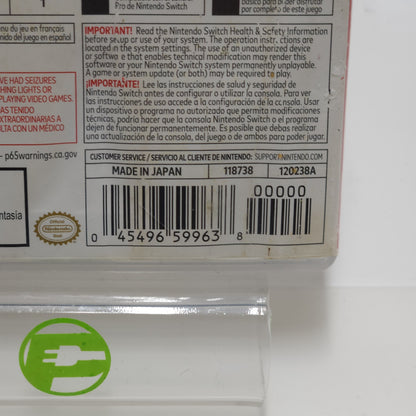 Pro de Nintendo Switch
por completo de este juego
nu du jeu en français
nido del juego en español
1
IMPORTANT! Read the Nintendo Switch Health & Safety Information
before setup or use of your system. The operation instructions are
located in the system settings. The use of an unauthorized device
or software that enables technical modification may render this
or your Nintendo Switch system permanently unplayable.
A game or system update (or both) may be required to play.
¡IMPORTANTE! Lee las instrucciones de salud y seguridad de
Nintendo Switch antes de configurar o utilizar la consola. Para ver
las instrucciones de uso accede a la configuración de la consola. Usar
un dispositivo o programa no autorizado que permita modificaciones
técnicas, podría hacer que la consola Nintendo Switch o el programa
dejen de funcionar permanentemente. Es posible que debas realizar
una actualización de la consola, del juego o de ambos para poder jugar.
VE HAD SEIZURES
HING LIGHTS OR
PLAYING VIDEO GAMES.
AS TENIDO
EXTRAORDINARIAS A
LTA CON UN MÉDICO
- p65warnings.ca.gov
CUSTOMER SERVICE / SERVICIO AL CLIENTE DE NINTENDO: SUPPORT.NINTENDO.COM
MADE IN JAPAN 118738 120238A
00000
0 45496 59963 8
ntasia
Official
Nintendo
Seal